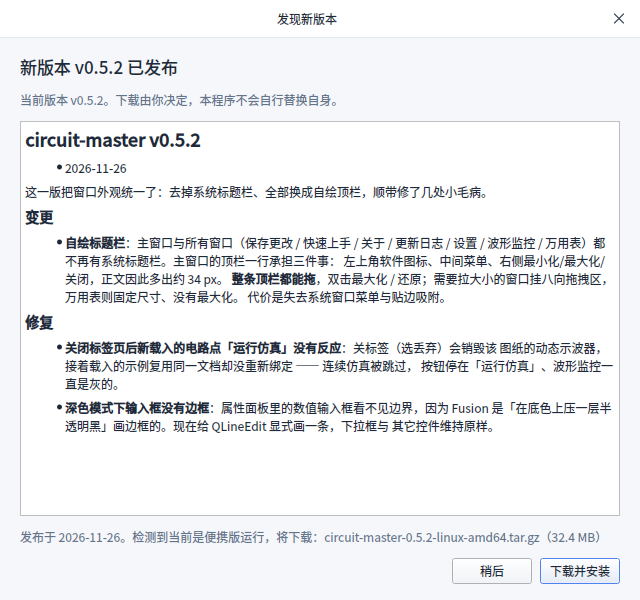 发现新版本
新版本 v0.5.2 已发布
当前版本 v0.5.2。下载由你决定，本程序不会自行替换自身。
circuit-master v0.5.2
• 2026-11-26
这一版把窗口外观统一了：去掉系统标题栏、全部换成自绘顶栏，顺带修了几处小毛病。
变更
• 自绘标题栏：主窗口与所有窗口（保存更改 / 快速上手 / 关于 / 更新日志 / 设置 / 波形监控 / 万用表）都
不再有系统标题栏。主窗口的顶栏一行承担三件事： 左上角软件图标、中间菜单、右侧最小化/最大化/
关闭，正文因此多出约 34 px。 整条顶栏都能拖，双击最大化 / 还原；需要拉大小的窗口挂八向拖拽区，
万用表则固定尺寸、没有最大化。 代价是失去系统窗口菜单与贴边吸附。
修复
• 关闭标签页后新载入的电路点「运行仿真」没有反应：关标签（选丢弃）会销毁该 图纸的动态示波器，
接着载入的示例复用同一文档却没重新绑定 —— 连续仿真被跳过， 按钮停在「运行仿真」、波形监控一
直是灰的。
• 深色模式下输入框没有边框：属性面板里的数值输入框看不见边界，因为 Fusion 是「在底色上压一层半
透明黑」画边框的。现在给 QLineEdit 显式画一条，下拉框与 其它控件维持原样。
发布于 2026-11-26。检测到当前是便携版运行，将下载：circuit-master-0.5.2-linux-amd64.tar.gz（32.4 MB）
稍后
下载并安装